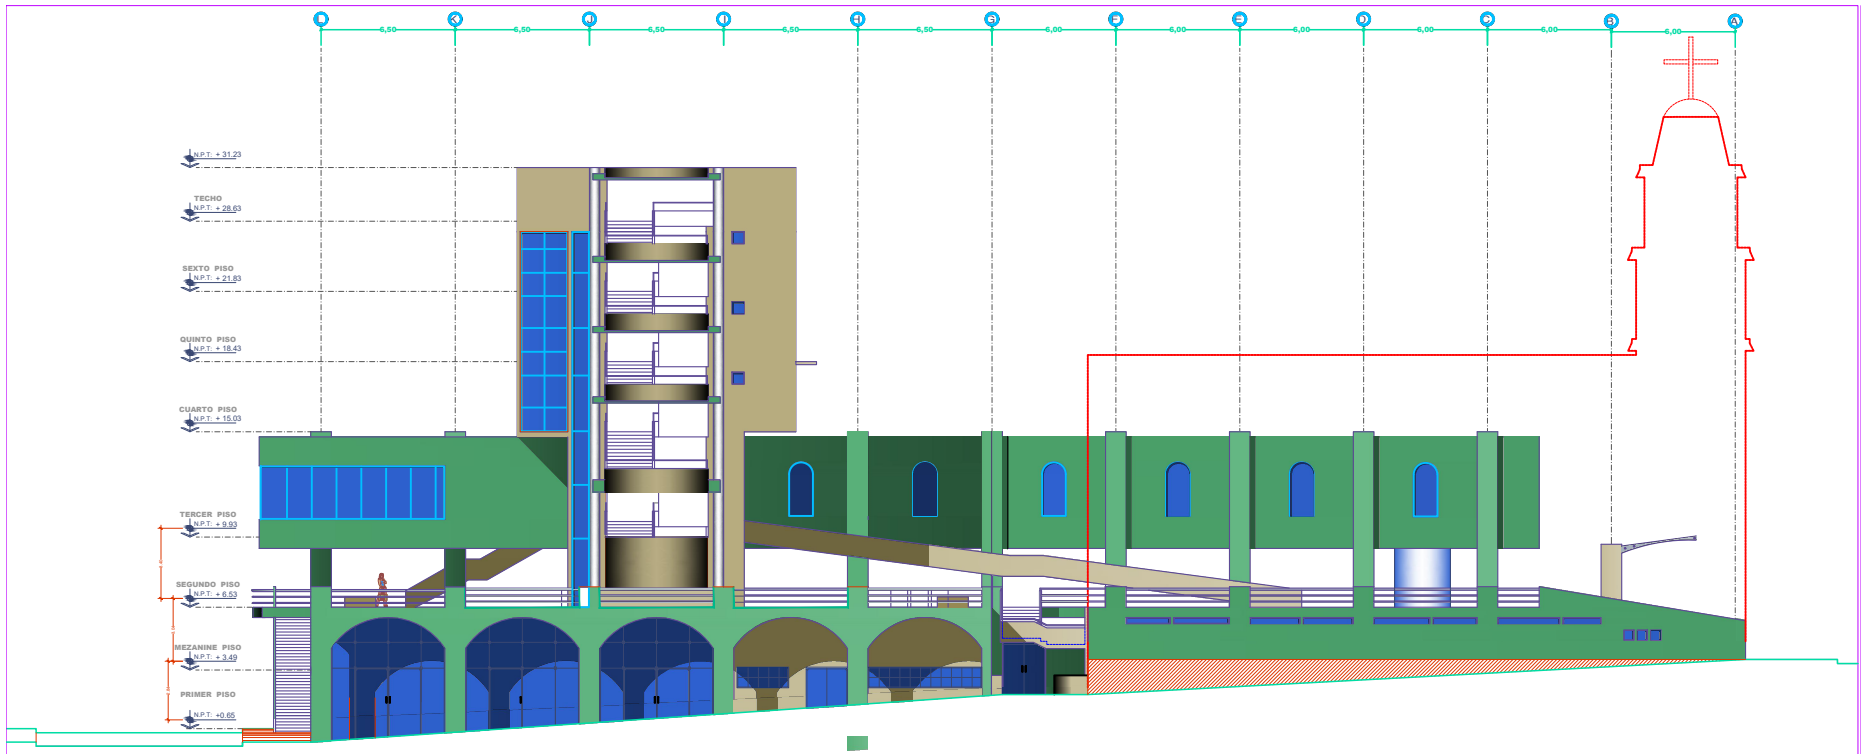 L K J I H G F E D C B A
6,50 6,50 6,50 6,50 6,50 6,00 6,00 6,00 6,00 6,00 6,00
N.P.T: + 31.23
TECHO
N.P.T: + 28.63
SEXTO PISO
N.P.T: + 21.83
QUINTO PISO
N.P.T: + 18.43
CUARTO PISO
N.P.T: + 15.03
TERCER PISO
N.P.T: + 9.93
SEGUNDO PISO
N.P.T: + 6.53
MEZANINE PISO
N.P.T: + 3.49
PRIMER PISO
N.P.T: +0.65